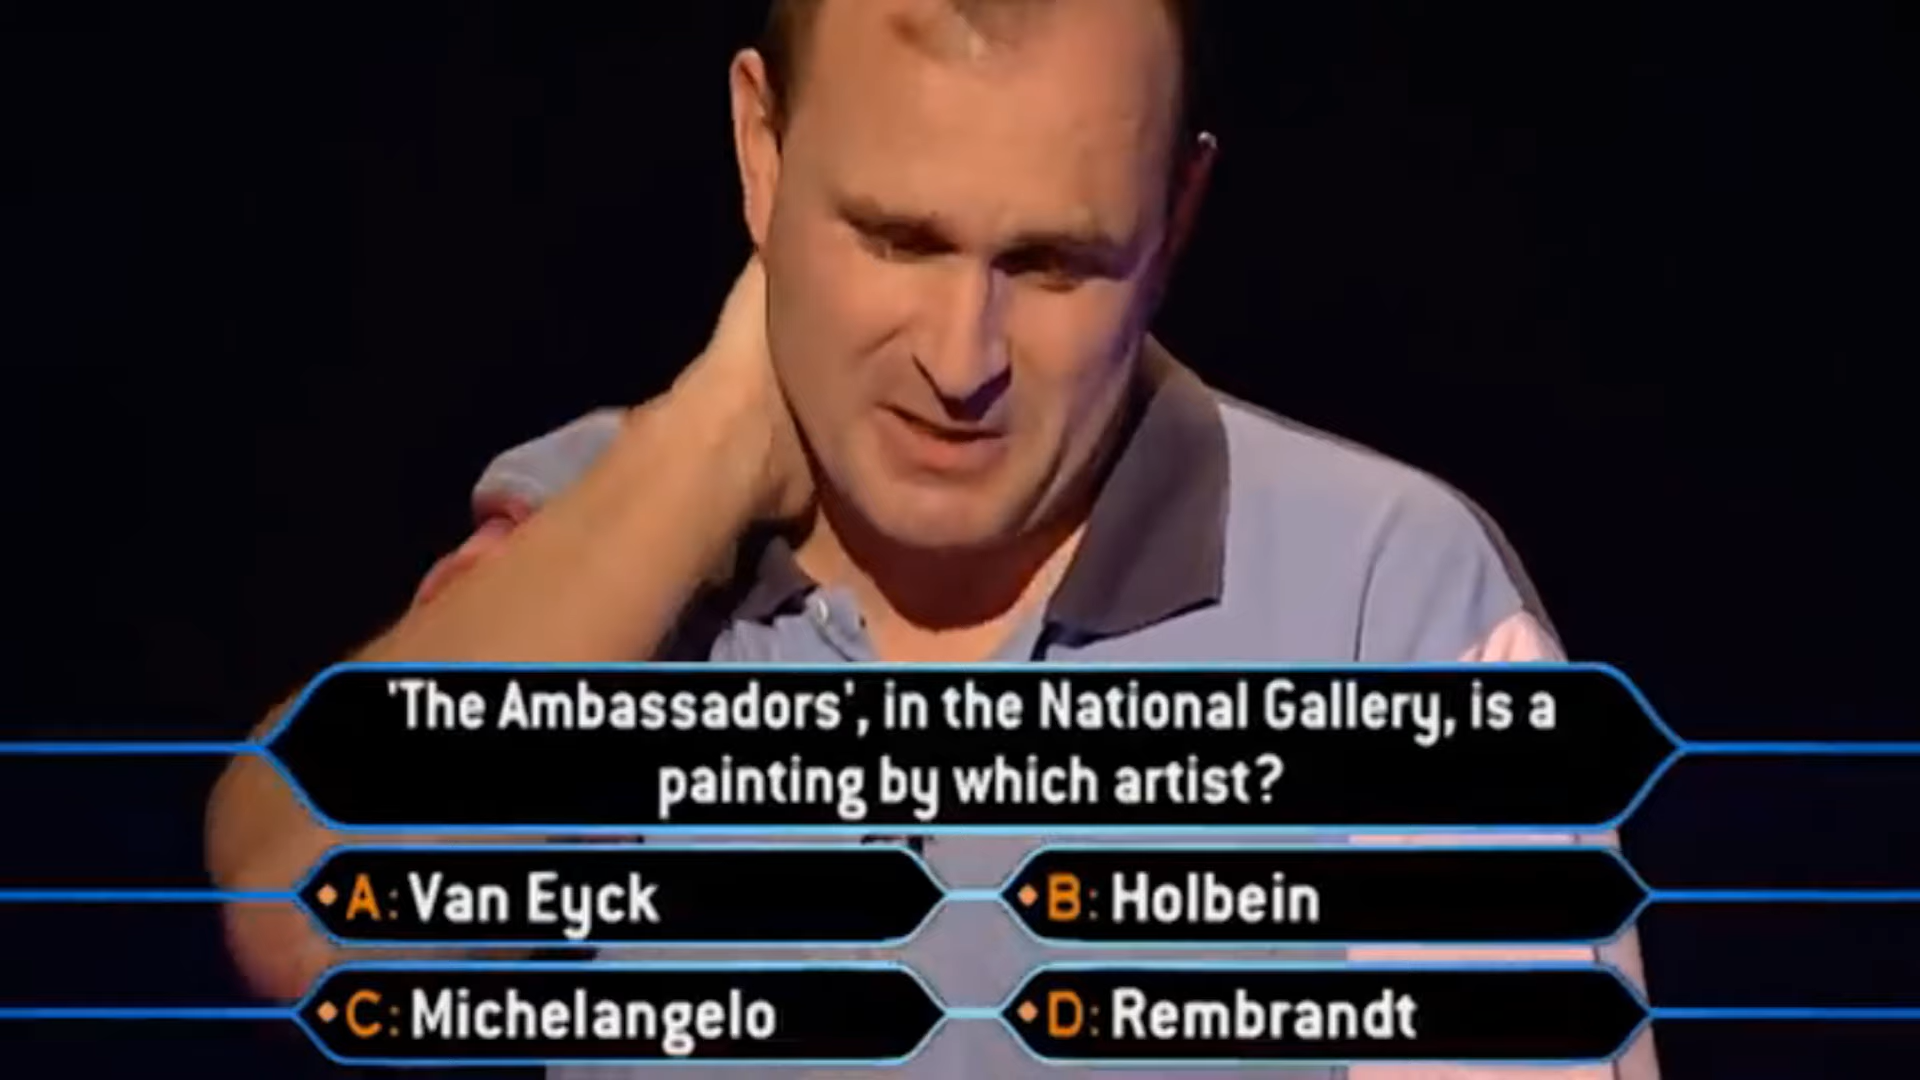 'The Ambassadors', in the National Gallery, is a
painting by which artist?
A: Van Eyck
B: Holbein
C: Michelangelo
D: Rembrandt